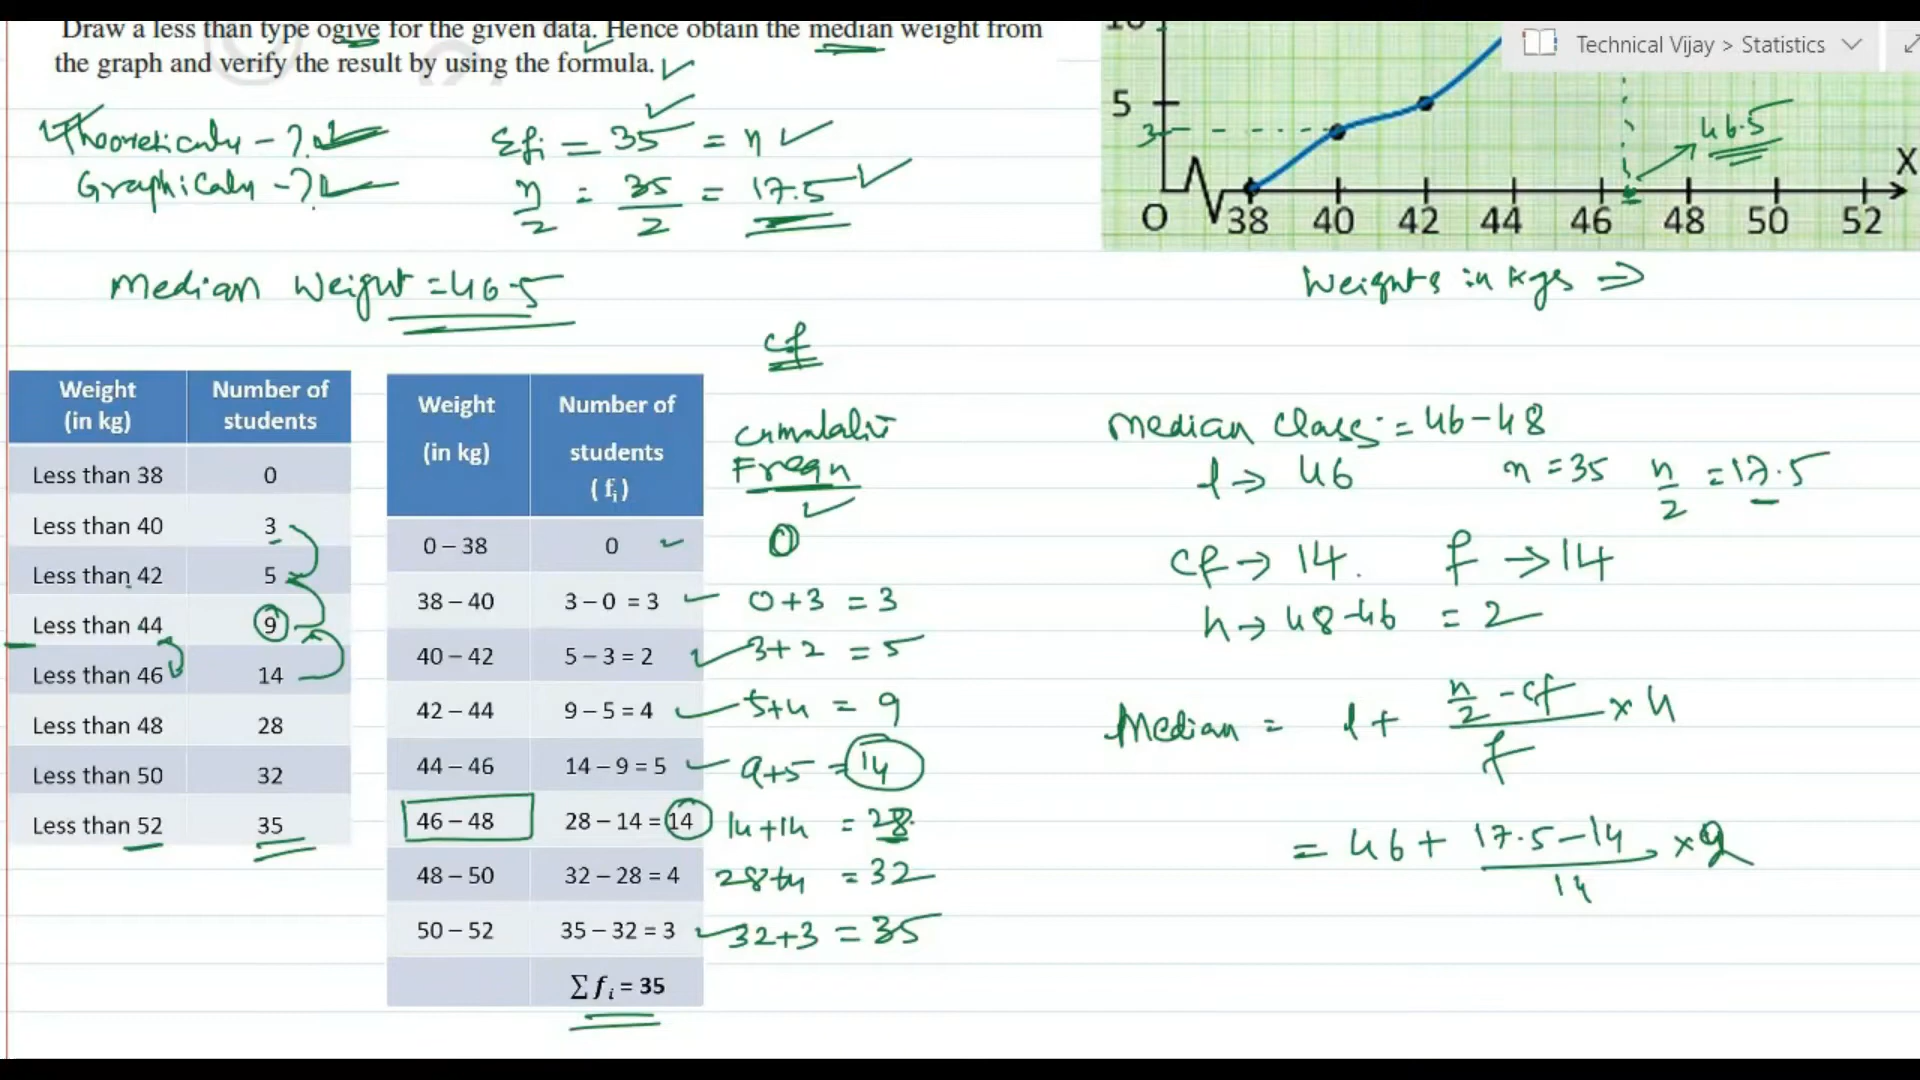 Draw a less than type ogive for the given data. Hence obtain the median weight from
the graph and verify the result by using the formula.
Theoreticaly - ?
Graphicaly - ?
Σfi = 35 = n
n/2 = 35/2 = 17.5
Median Weight = 46.5
10
5
3
O 38 40 42 44 46 48 50 52
X
46.5
Technical Vijay > Statistics
Weights in kgs ⇒
Weight (in kg) Number of students
Less than 38 0
Less than 40 3
Less than 42 5
Less than 44 9
Less than 46 14
Less than 48 28
Less than 50 32
Less than 52 35
cf
Weight (in kg) Number of students (fi) Cumulativ Freqn
0 – 38 0 0
38 – 40 3 – 0 = 3 0+3 = 3
40 – 42 5 – 3 = 2 3+2 = 5
42 – 44 9 – 5 = 4 5+4 = 9
44 – 46 14 – 9 = 5 9+5 = 14
46 – 48 28 – 14 = 14 14+14 = 28
48 – 50 32 – 28 = 4 28+4 = 32
50 – 52 35 – 32 = 3 32+3 = 35
∑ fi = 35
Median Class = 46-48
l → 46 n = 35 n/2 = 17.5
cf → 14. f → 14
h → 48-46 = 2
Median = l + (n/2 - cf)/f × h
= 46 + (17.5-14)/14 × 2